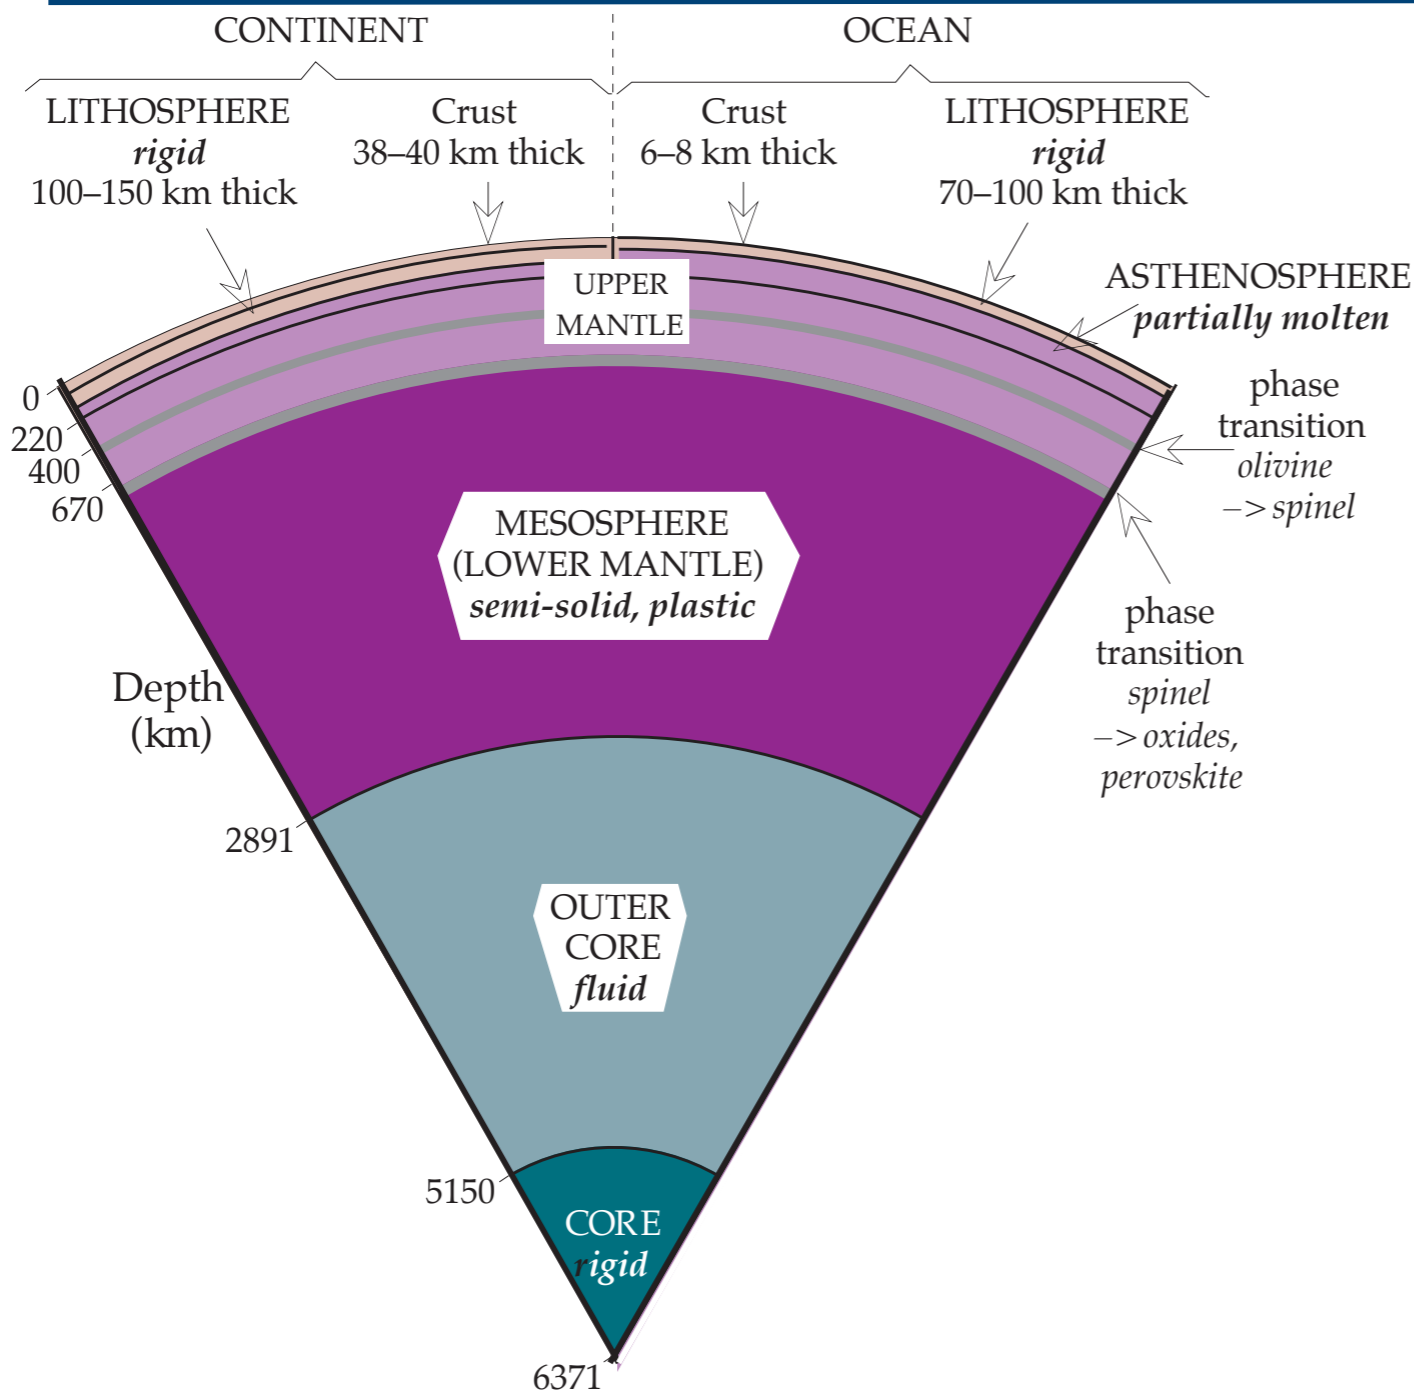 CONTINENT
OCEAN
LITHOSPHERE
rigid
100–150 km thick
Crust
38–40 km thick
Crust
6–8 km thick
LITHOSPHERE
rigid
70–100 km thick
UPPER
MANTLE
ASTHENOSPHERE
partially molten
0
220
400
670
phase
transition
olivine
–> spinel
MESOSPHERE
(LOWER MANTLE)
semi-solid, plastic
phase
transition
spinel
–> oxides,
perovskite
Depth
(km)
2891
OUTER
CORE
fluid
5150
CORE
rigid
6371